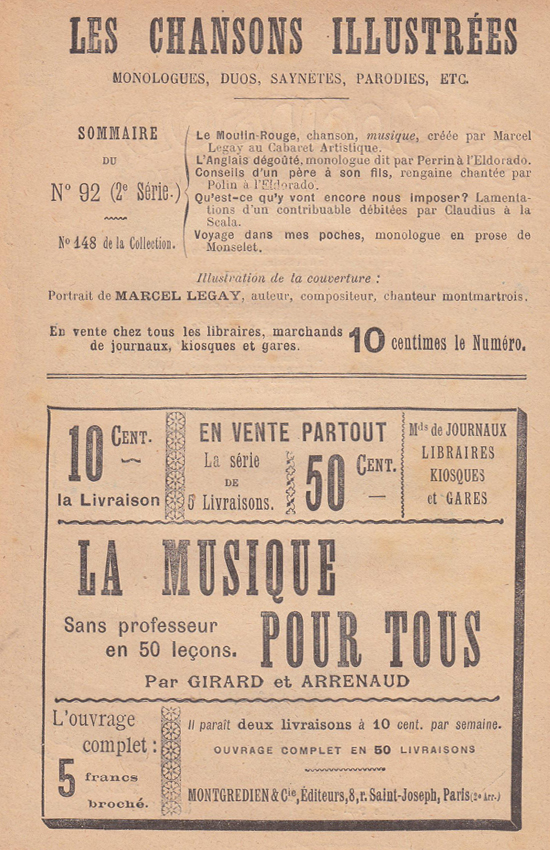 LES CHANSONS ILLUSTRÉES
MONOLOGUES, DUOS, SAYNETES, PARODIES, ETC.
SOMMAIRE
DU
N° 92 (2e Série.)
N° 148 de la Collection.
Le Moulin-Rouge, chanson, musique, créée par Marcel
Legay au Cabaret Artistique.
L'Anglais dégoûté, monologue dit par Perrin à l'Eldorado.
Conseils d'un père à son fils, rengaine chantée par
Polin à l'Eldorado.
Qu'est-ce qu'y vont encore nous imposer? Lamenta-
tions d'un contribuable débitées par Claudius à la
Scala.
Voyage dans mes poches, monologue en prose de
Monselet.
Illustration de la couverture :
Portrait de MARCEL LEGAY, auteur, compositeur, chanteur montmartrois.
En vente chez tous les libraires, marchands
de journaux, kiosques et gares.
10 centimes le Numéro.
10 CENT.
la Livraison
EN VENTE PARTOUT
La série
DE
5 Livraisons.
50 CENT.
Mds de JOURNAUX
LIBRAIRES
KIOSQUES
et GARES
LA MUSIQUE
Sans professeur
en 50 leçons.
POUR TOUS
Par GIRARD et ARRENAUD
L'ouvrage
complet :
5 francs
broché.
Il paraît deux livraisons à 10 cent. par semaine.
OUVRAGE COMPLET EN 50 LIVRAISONS
MONTGREDIEN & Cie, Éditeurs, 8, r. Saint-Joseph, Paris (2e Arr.)